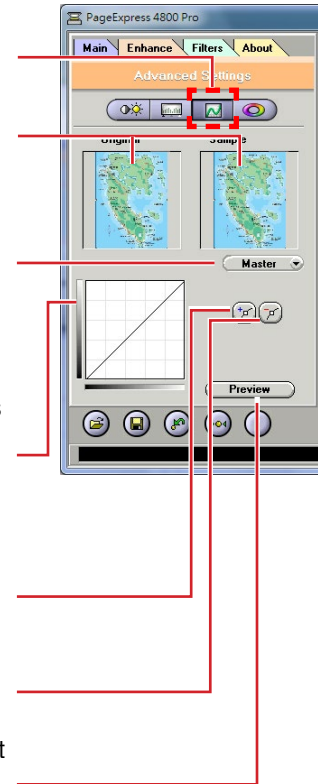 PageExpress 4800 Pro
Main Enhance Filters About
Advanced Settings
Original Sample
Master
s
Preview
t